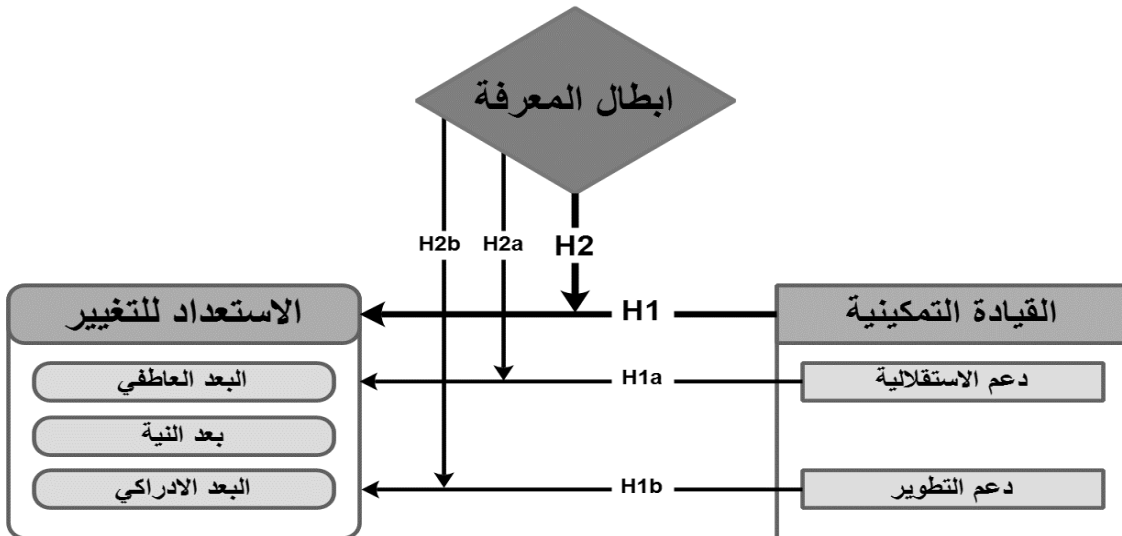 ابطال المعرفة
H2
H2a
H2b
القيادة التمكينية
H1
الاستعداد للتغيير
دعم الاستقلالية
H1a
البعد العاطفي
بعد النية
دعم التطوير
H1b
البعد الادراكي